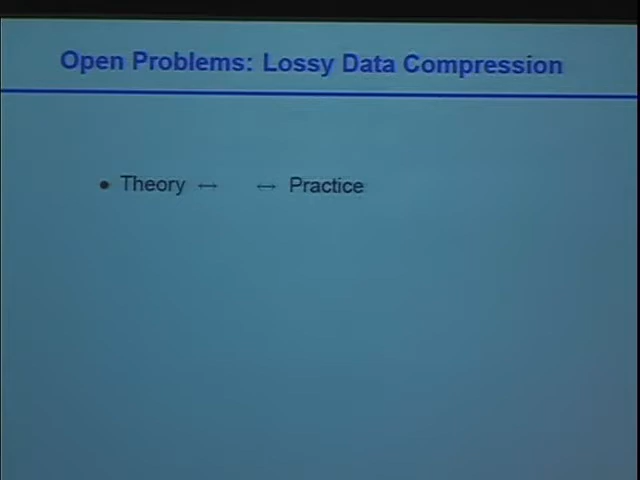 Open Problems: Lossy Data Compression
• Theory ↔ ↔ Practice